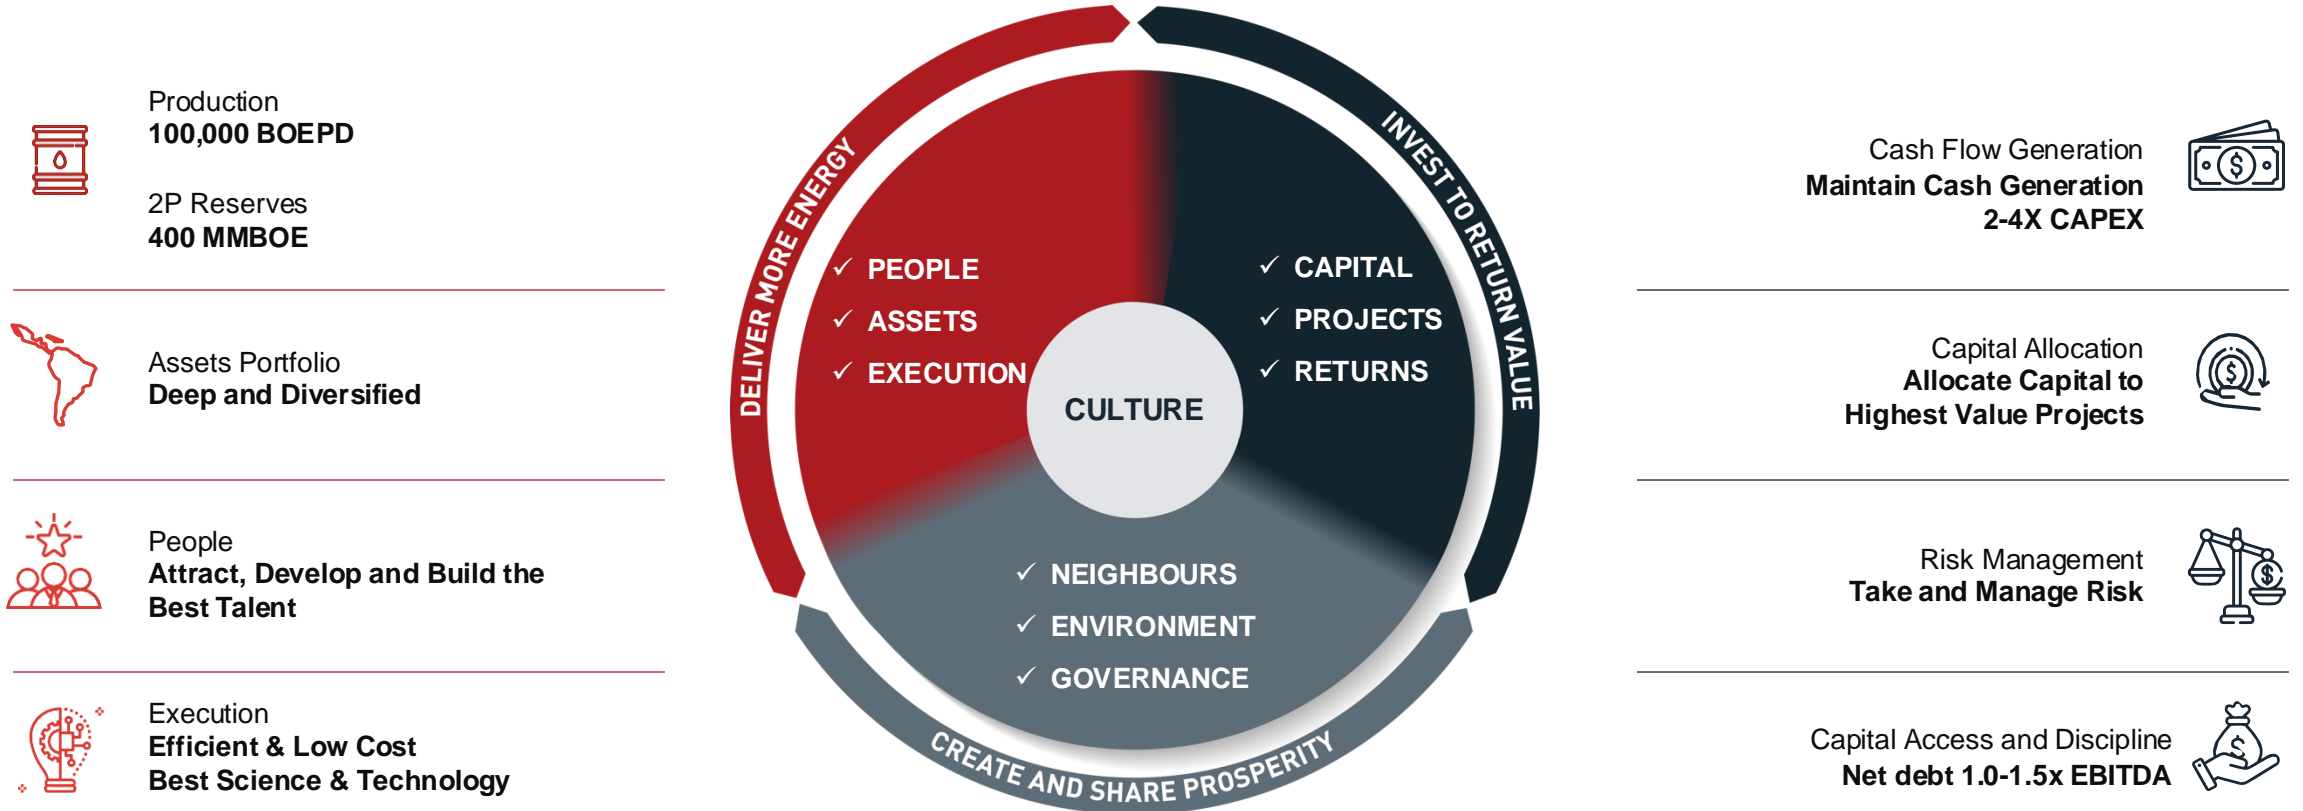 Production
100,000 BOEPD
2P Reserves
400 MMBOE
Assets Portfolio
Deep and Diversified
People
Attract, Develop and Build the
Best Talent
Execution
Efficient & Low Cost
Best Science & Technology
DELIVER MORE ENERGY
✓ PEOPLE
✓ ASSETS
✓ EXECUTION
INVEST TO RETURN VALUE
✓ CAPITAL
✓ PROJECTS
✓ RETURNS
CULTURE
✓ NEIGHBOURS
✓ ENVIRONMENT
✓ GOVERNANCE
CREATE AND SHARE PROSPERITY
Cash Flow Generation
Maintain Cash Generation
2-4X CAPEX
Capital Allocation
Allocate Capital to
Highest Value Projects
Risk Management
Take and Manage Risk
Capital Access and Discipline
Net debt 1.0-1.5x EBITDA